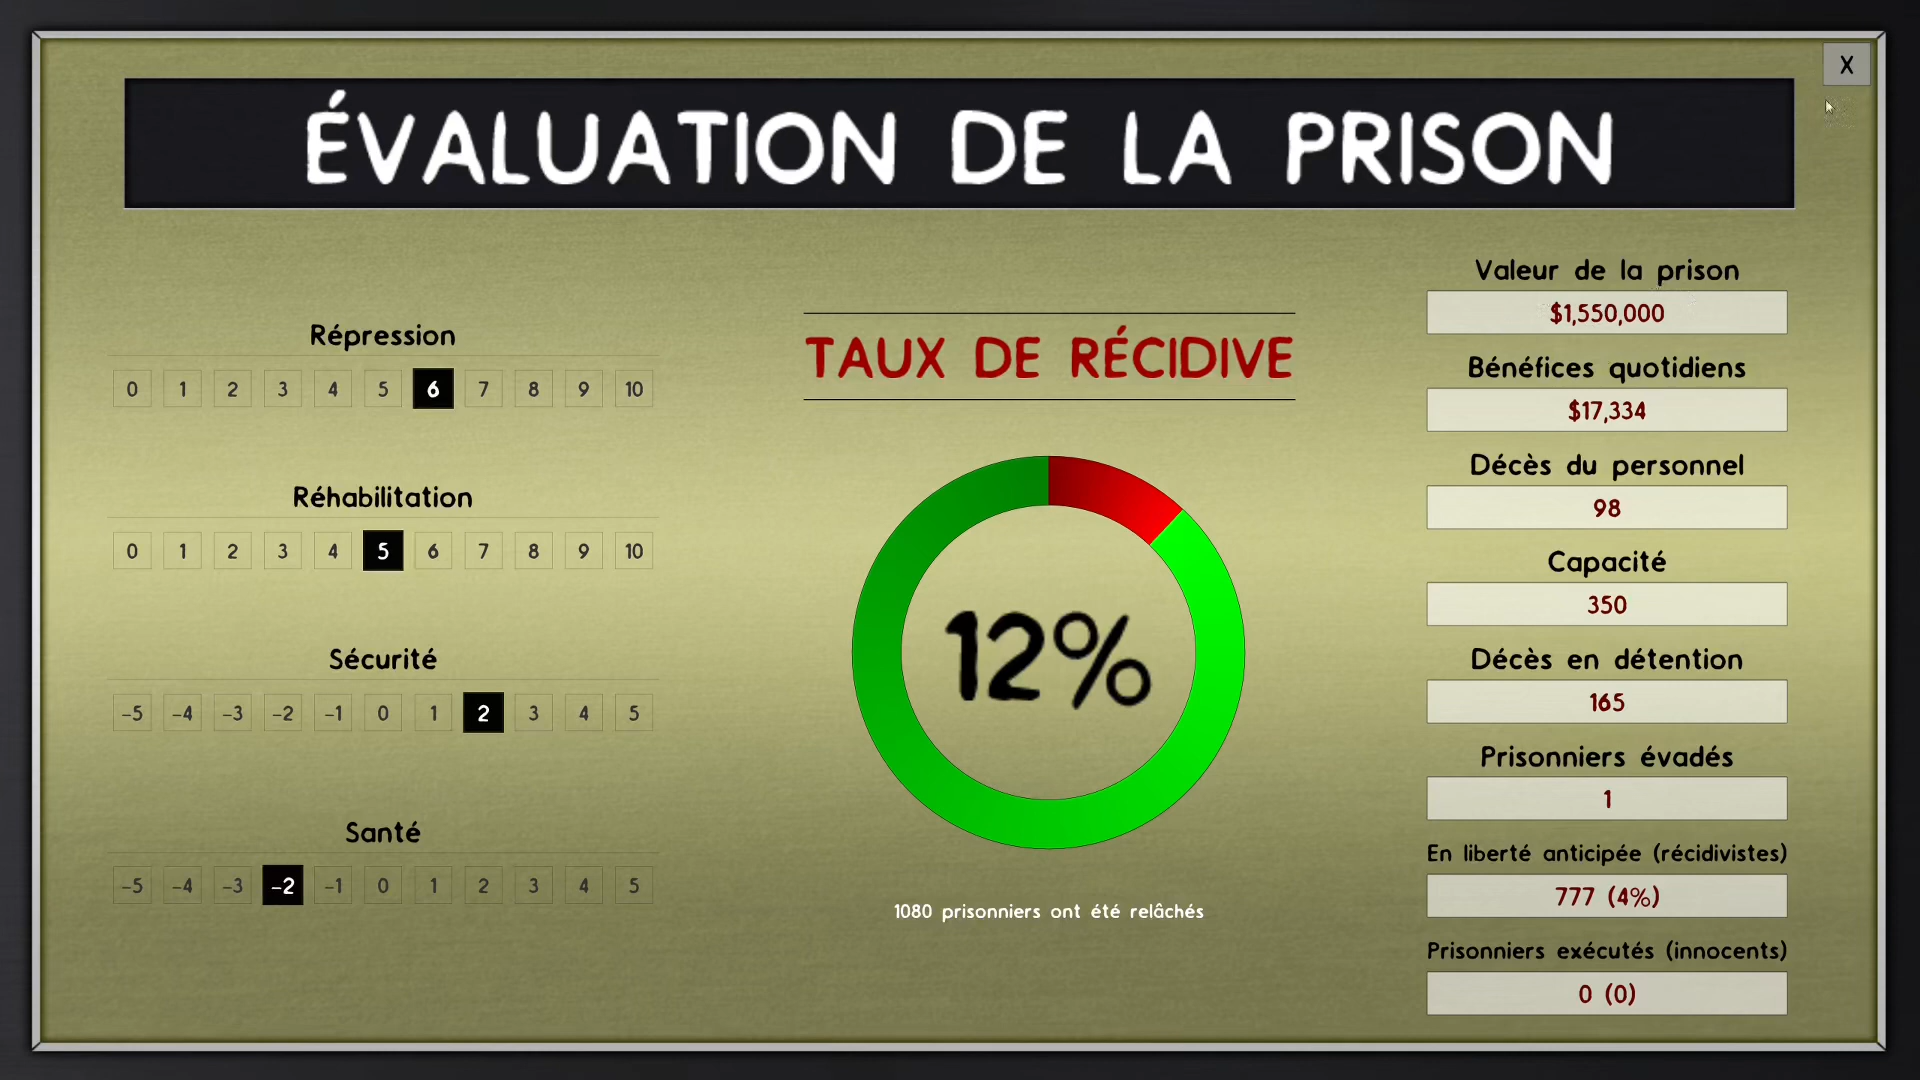 X
ÉVALUATION DE LA PRISON
Répression
0 1 2 3 4 5 6 7 8 9 10
Réhabilitation
0 1 2 3 4 5 6 7 8 9 10
Sécurité
-5 -4 -3 -2 -1 0 1 2 3 4 5
Santé
-5 -4 -3 -2 -1 0 1 2 3 4 5
TAUX DE RÉCIDIVE
12%
1080 prisonniers ont été relâchés
Valeur de la prison
$1,550,000
Bénéfices quotidiens
$17,334
Décès du personnel
98
Capacité
350
Décès en détention
165
Prisonniers évadés
1
En liberté anticipée (récidivistes)
777 (4%)
Prisonniers exécutés (innocents)
0 (0)